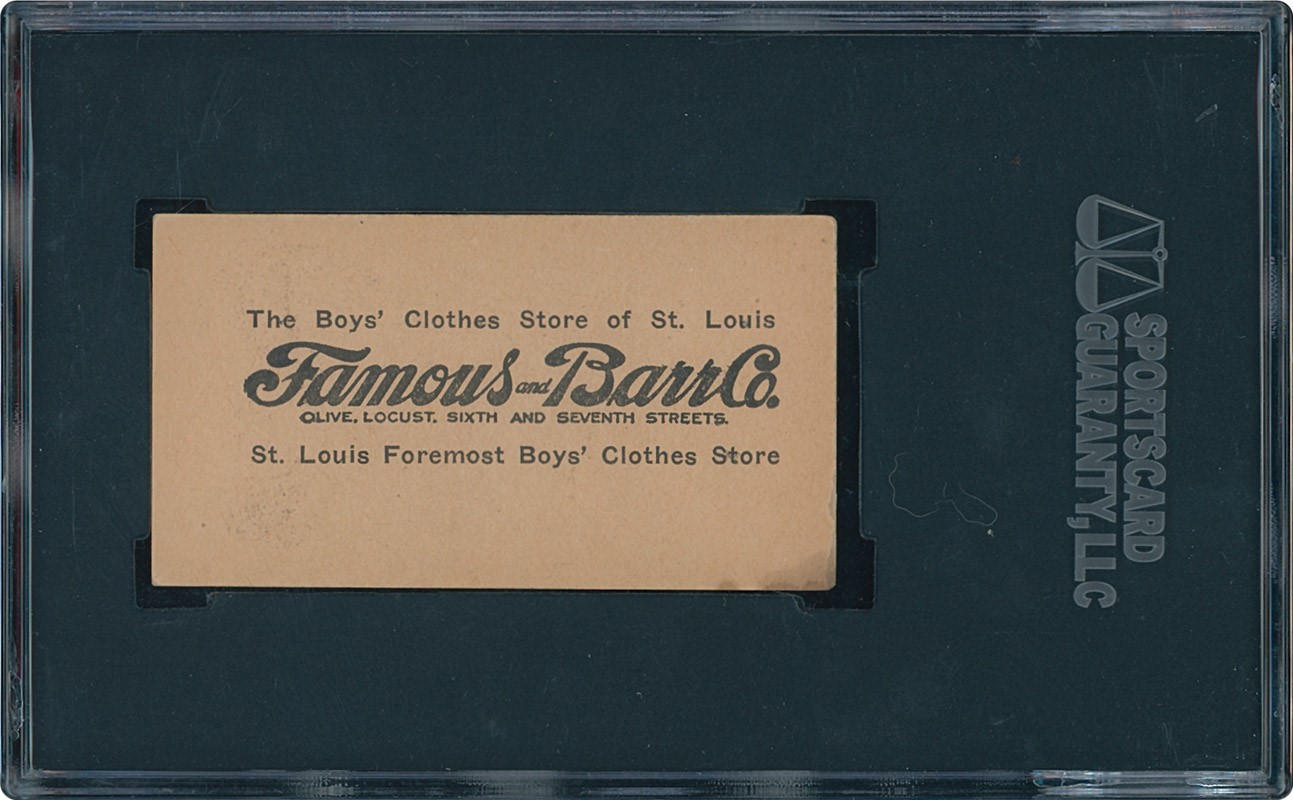 The Boys' Clothes Store of St. Louis
Famous and Barr Co.
OLIVE, LOCUST, SIXTH AND SEVENTH STREETS.
St. Louis Foremost Boys' Clothes Store
SPORTSCARD
GUARANTY, LLC